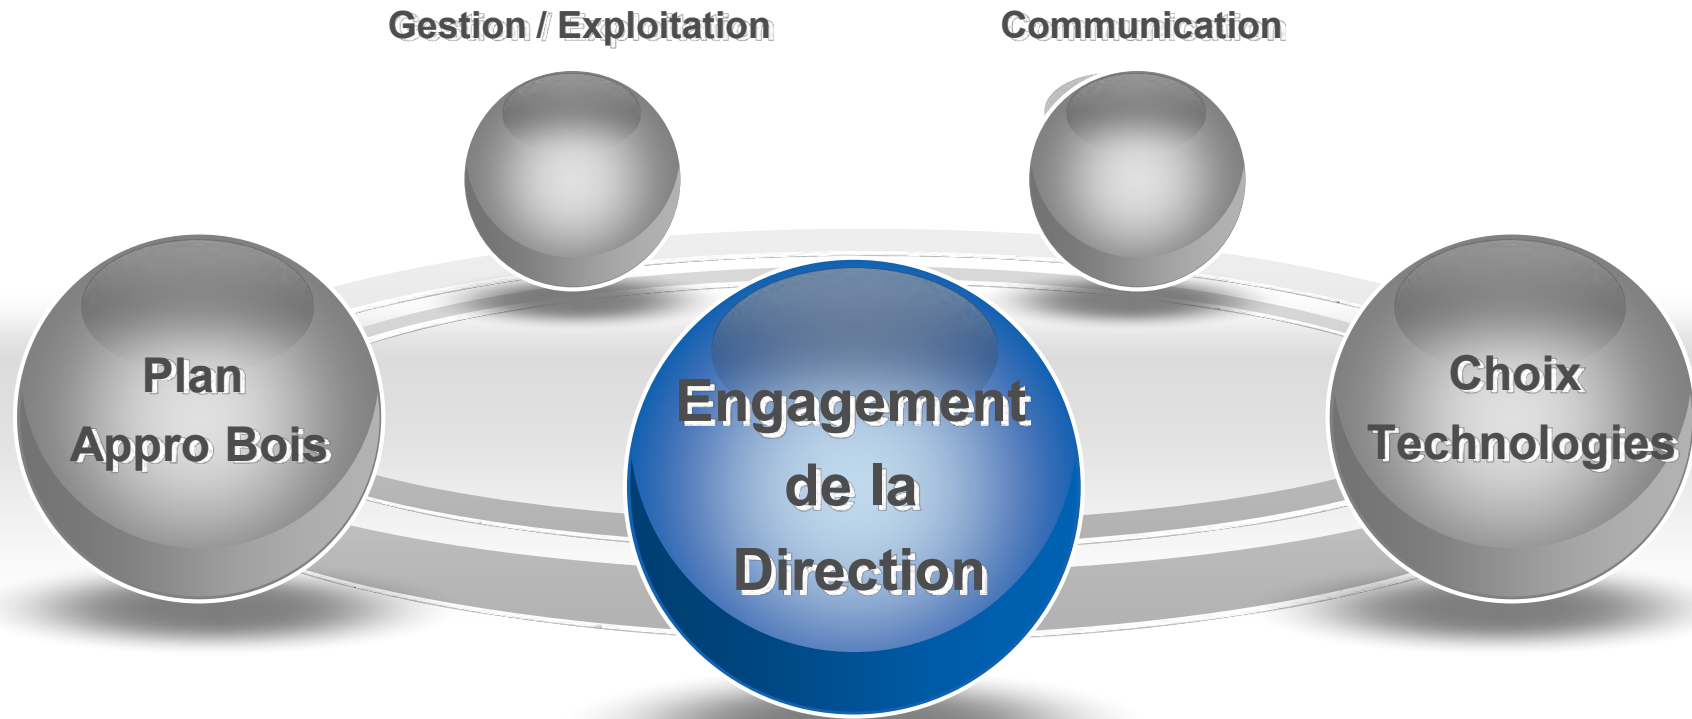 Gestion / Exploitation
Communication
Plan
Appro Bois
Engagement
de la
Direction
Choix
Technologies